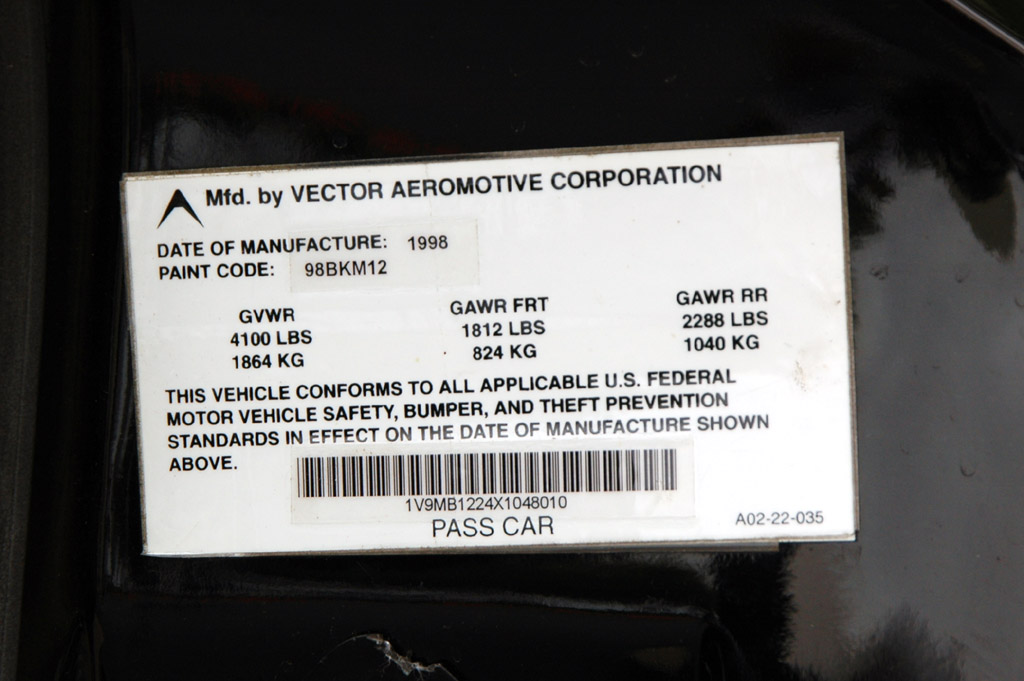 Mfd. by VECTOR AEROMOTIVE CORPORATION
DATE OF MANUFACTURE: 1998
PAINT CODE: 98BKM12
GVWR GAWR FRT GAWR RR
4100 LBS 1812 LBS 2288 LBS
1864 KG 824 KG 1040 KG
THIS VEHICLE CONFORMS TO ALL APPLICABLE U.S. FEDERAL
MOTOR VEHICLE SAFETY, BUMPER, AND THEFT PREVENTION
STANDARDS IN EFFECT ON THE DATE OF MANUFACTURE SHOWN
ABOVE.
1V9MB1224X1048010
PASS CAR
A02-22-035